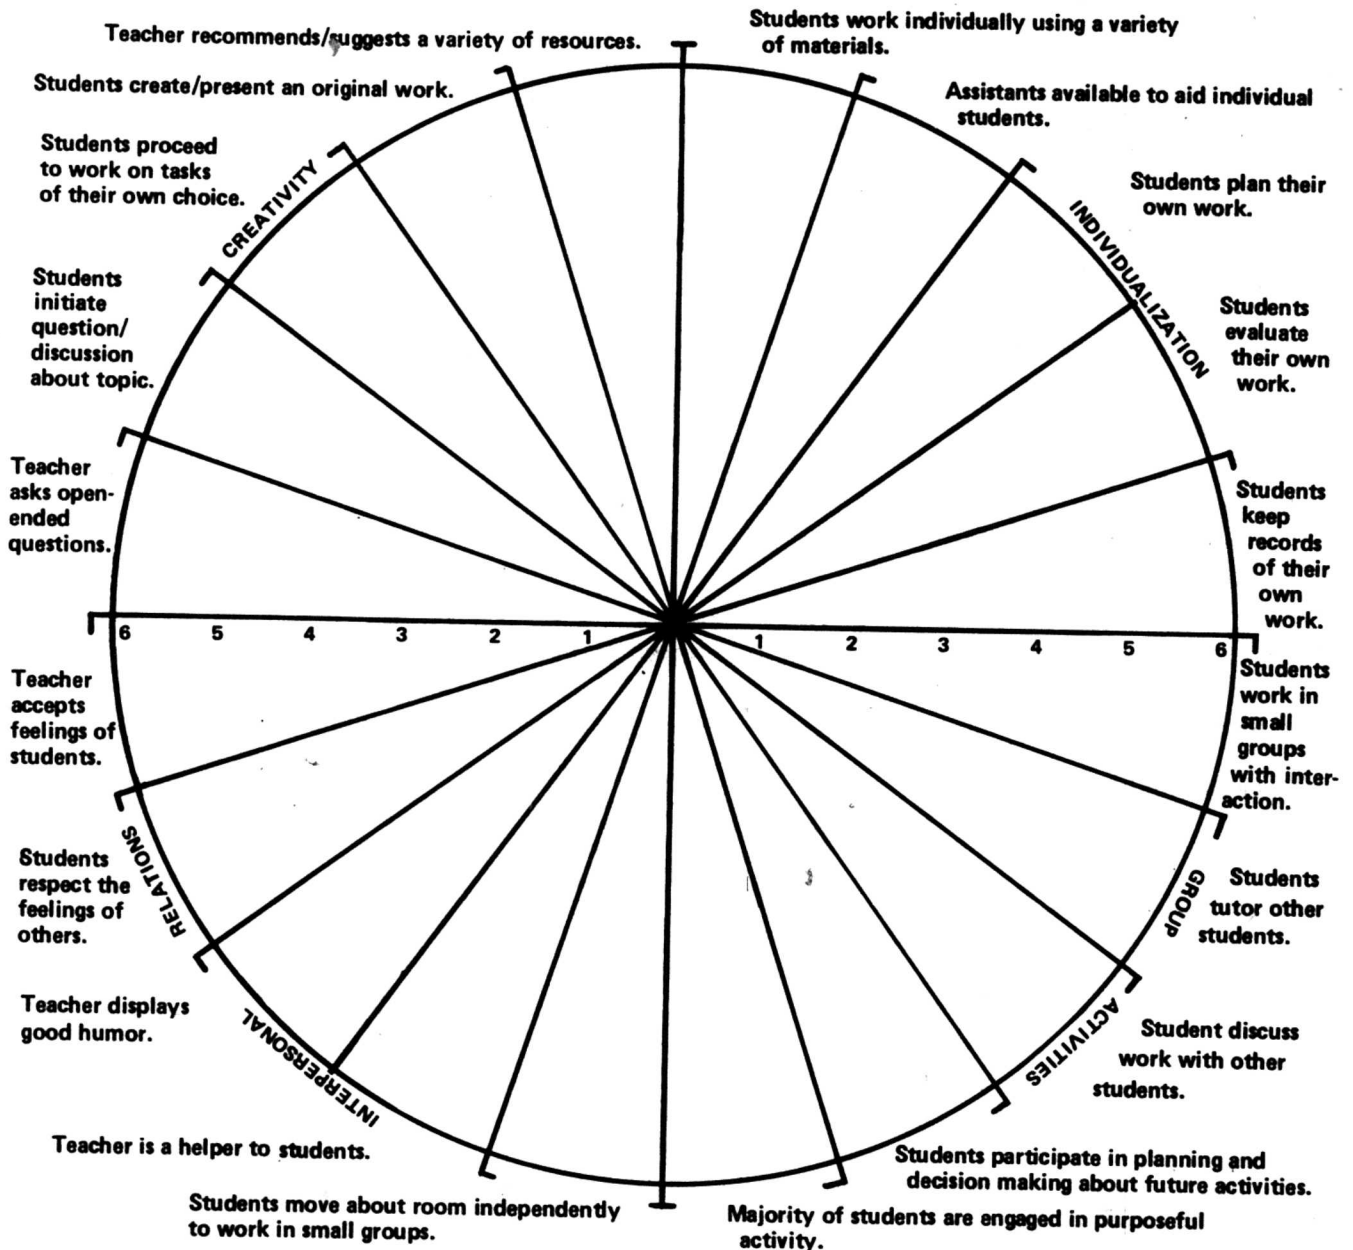 Teacher recommends/suggests a variety of resources.
Students create/present an original work.
Students proceed
to work on tasks
of their own choice.
CREATIVITY
Students
initiate
question/
discussion
about topic.
Teacher
asks open-
ended
questions.
Students work individually using a variety
of materials.
Assistants available to aid individual
students.
Students plan their
own work.
INDIVIDUALIZATION
Students
evaluate
their own
work.
Students
keep
records
of their
own
work.
6 5 4 3 2 1 1 2 3 4 5 6
Teacher
accepts
feelings of
students.
RELATIONS
Students
respect the
feelings of
others.
Teacher displays
good humor.
INTERPERSONAL
Teacher is a helper to students.
Students move about room independently
to work in small groups.
Students
work in
small
groups
with inter-
action.
GROUP
Students
tutor other
students.
ACTIVITIES
Student discuss
work with other
students.
Students participate in planning and
decision making about future activities.
Majority of students are engaged in purposeful
activity.